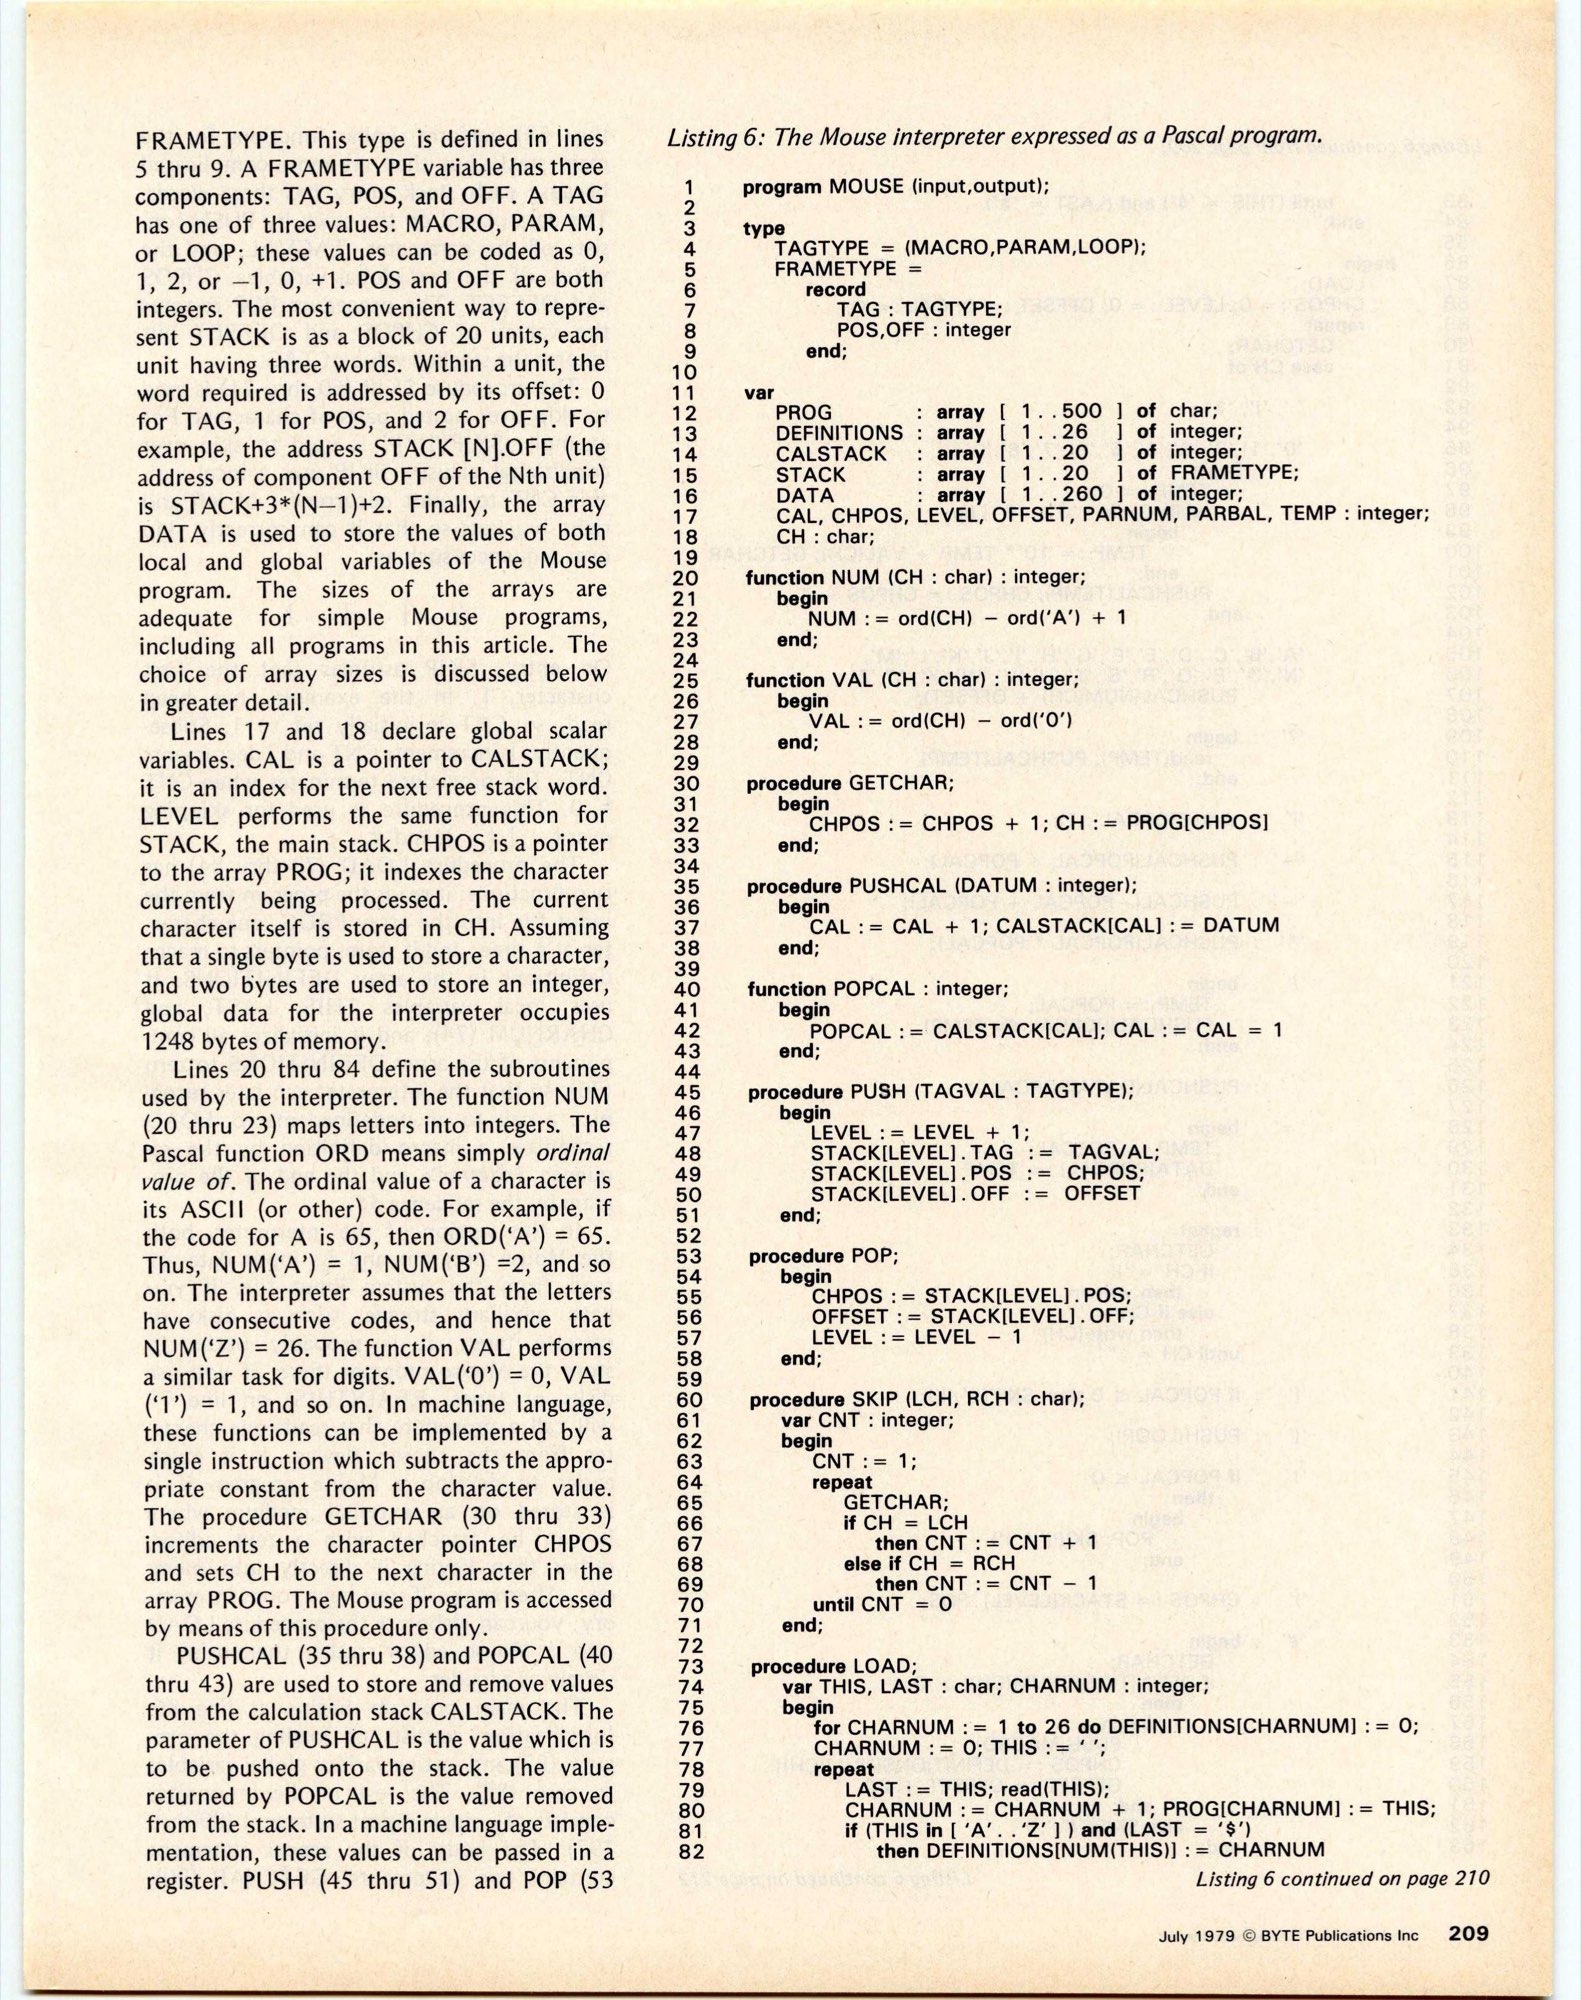 FRAMETYPE. This type is defined in lines
5 thru 9. A FRAMETYPE variable has three
components: TAG, POS, and OFF. A TAG
has one of three values: MACRO, PARAM,
or LOOP; these values can be coded as 0,
1, 2, or —1, 0, +1. POS and OFF are both
integers. The most convenient way to repre-
sent STACK is as a block of 20 units, each
unit having three words. Within a unit, the
word required is addressed by its offset: 0
for TAG, 1 for POS, and 2 for OFF. For
example, the address STACK [N].OFF (the
address of component OFF of the Nth unit)
is STACK+3*(N—1)+2. Finally, the array
DATA is used to store the values of both
local and global variables of the Mouse
program. The sizes of the arrays are
adequate for simple Mouse programs,
including all programs in this article. The
choice of array sizes is discussed below
in greater detail.
Lines 17 and 18 declare global scalar
variables. CAL is a pointer to CALSTACK;
it is an index for the next free stack word.
LEVEL performs the same function for
STACK, the main stack. CHPOS is a pointer
to the array PROG; it indexes the character
currently being processed. The current
character itself is stored in CH. Assuming
that a single byte is used to store a character,
and two bytes are used to store an integer,
global data for the interpreter occupies
1248 bytes of memory.
Lines 20 thru 84 define the subroutines
used by the interpreter. The function NUM
(20 thru 23) maps letters into integers. The
Pascal function ORD means simply ordinal
value of. The ordinal value of a character is
its ASCII (or other) code. For example, if
the code for A is 65, then ORD('A') = 65.
Thus, NUM('A') = 1, NUM('B') =2, and so
on. The interpreter assumes that the letters
have consecutive codes, and hence that
NUM('Z') = 26. The function VAL performs
a similar task for digits. VAL('0') = 0, VAL
('1') = 1, and so on. In machine language,
these functions can be implemented by a
single instruction which subtracts the appro-
priate constant from the character value.
The procedure GETCHAR (30 thru 33)
increments the character pointer CHPOS
and sets CH to the next character in the
array PROG. The Mouse program is accessed
by means of this procedure only.
PUSHCAL (35 thru 38) and POPCAL (40
thru 43) are used to store and remove values
from the calculation stack CALSTACK. The
parameter of PUSHCAL is the value which is
to be pushed onto the stack. The value
returned by POPCAL is the value removed
from the stack. In a machine language imple-
mentation, these values can be passed in a
register. PUSH (45 thru 51) and POP (53
Listing 6: The Mouse interpreter expressed as a Pascal program.
1 program MOUSE (input,output);
2
3 type
4 TAGTYPE = (MACRO,PARAM,LOOP);
5 FRAMETYPE =
6 record
7 TAG : TAGTYPE;
8 POS,OFF : integer
9 end;
10
11 var
12 PROG : array [ 1..500 ] of char;
13 DEFINITIONS : array [ 1..26 ] of integer;
14 CALSTACK : array [ 1..20 ] of integer;
15 STACK : array [ 1..20 ] of FRAMETYPE;
16 DATA : array [ 1..260 ] of integer;
17 CAL, CHPOS, LEVEL, OFFSET, PARNUM, PARBAL, TEMP : integer;
18 CH : char;
19
20 function NUM (CH : char) : integer;
21 begin
22 NUM := ord(CH) − ord('A') + 1
23 end;
24
25 function VAL (CH : char) : integer;
26 begin
27 VAL := ord(CH) − ord('0')
28 end;
29
30 procedure GETCHAR;
31 begin
32 CHPOS := CHPOS + 1; CH := PROG[CHPOS]
33 end;
34
35 procedure PUSHCAL (DATUM : integer);
36 begin
37 CAL := CAL + 1; CALSTACK[CAL] := DATUM
38 end;
39
40 function POPCAL : integer;
41 begin
42 POPCAL := CALSTACK[CAL]; CAL := CAL = 1
43 end;
44
45 procedure PUSH (TAGVAL : TAGTYPE);
46 begin
47 LEVEL := LEVEL + 1;
48 STACK[LEVEL].TAG := TAGVAL;
49 STACK[LEVEL].POS := CHPOS;
50 STACK[LEVEL].OFF := OFFSET
51 end;
52
53 procedure POP;
54 begin
55 CHPOS := STACK[LEVEL].POS;
56 OFFSET := STACK[LEVEL].OFF;
57 LEVEL := LEVEL − 1
58 end;
59
60 procedure SKIP (LCH, RCH : char);
61 var CNT : integer;
62 begin
63 CNT := 1;
64 repeat
65 GETCHAR;
66 if CH = LCH
67 then CNT := CNT + 1
68 else if CH = RCH
69 then CNT := CNT − 1
70 until CNT = 0
71 end;
72
73 procedure LOAD;
74 var THIS, LAST : char; CHARNUM : integer;
75 begin
76 for CHARNUM := 1 to 26 do DEFINITIONS[CHARNUM] := 0;
77 CHARNUM := 0; THIS := ' ';
78 repeat
79 LAST := THIS; read(THIS);
80 CHARNUM := CHARNUM + 1; PROG[CHARNUM] := THIS;
81 if (THIS in [ 'A'..'Z' ] ) and (LAST = '$')
82 then DEFINITIONS[NUM(THIS)] := CHARNUM
Listing 6 continued on page 210
July 1979 © BYTE Publications Inc 209